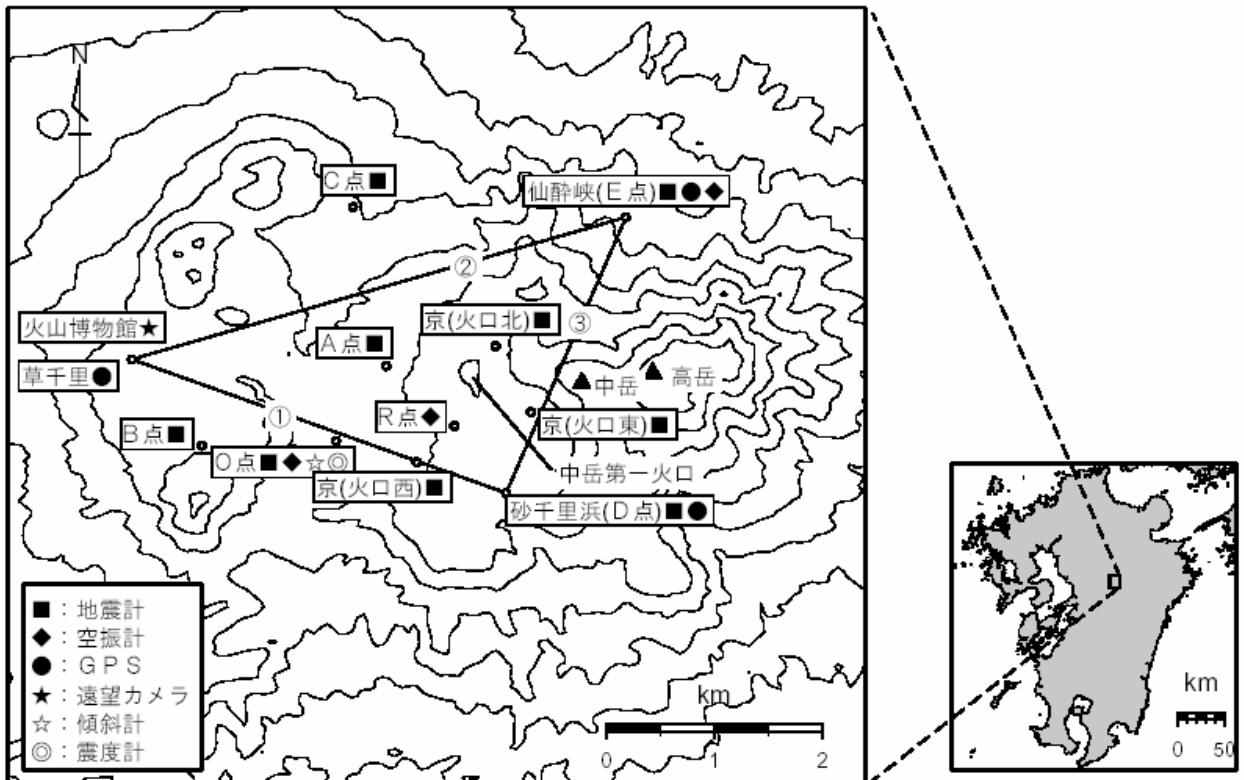 N
C点■
仙酔峡(E点)■●◆
②
京(火口北)■
③
火山博物館★
A点■
草千里●
▲中岳
▲高岳
①
R点◆
B点■
京(火口東)■
O点■◆☆◎
中岳第一火口
京(火口西)■
砂千里浜(D点)■●
■：地震計
◆：空振計
●：GPS
★：遠望カメラ
☆：傾斜計
◎：震度計
km
0 1 2
km
0 50